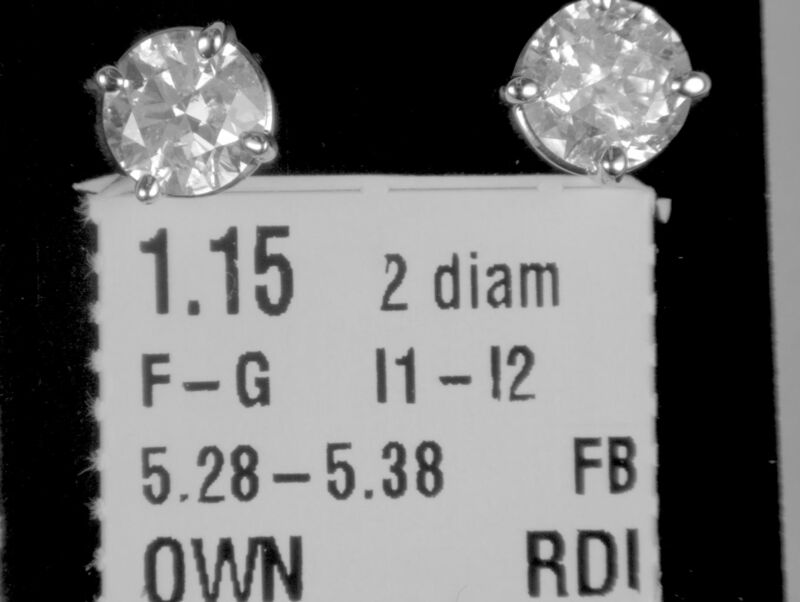 1.15 2 diam
F-G I1-I2
5.28-5.38 FB
OWN RDI